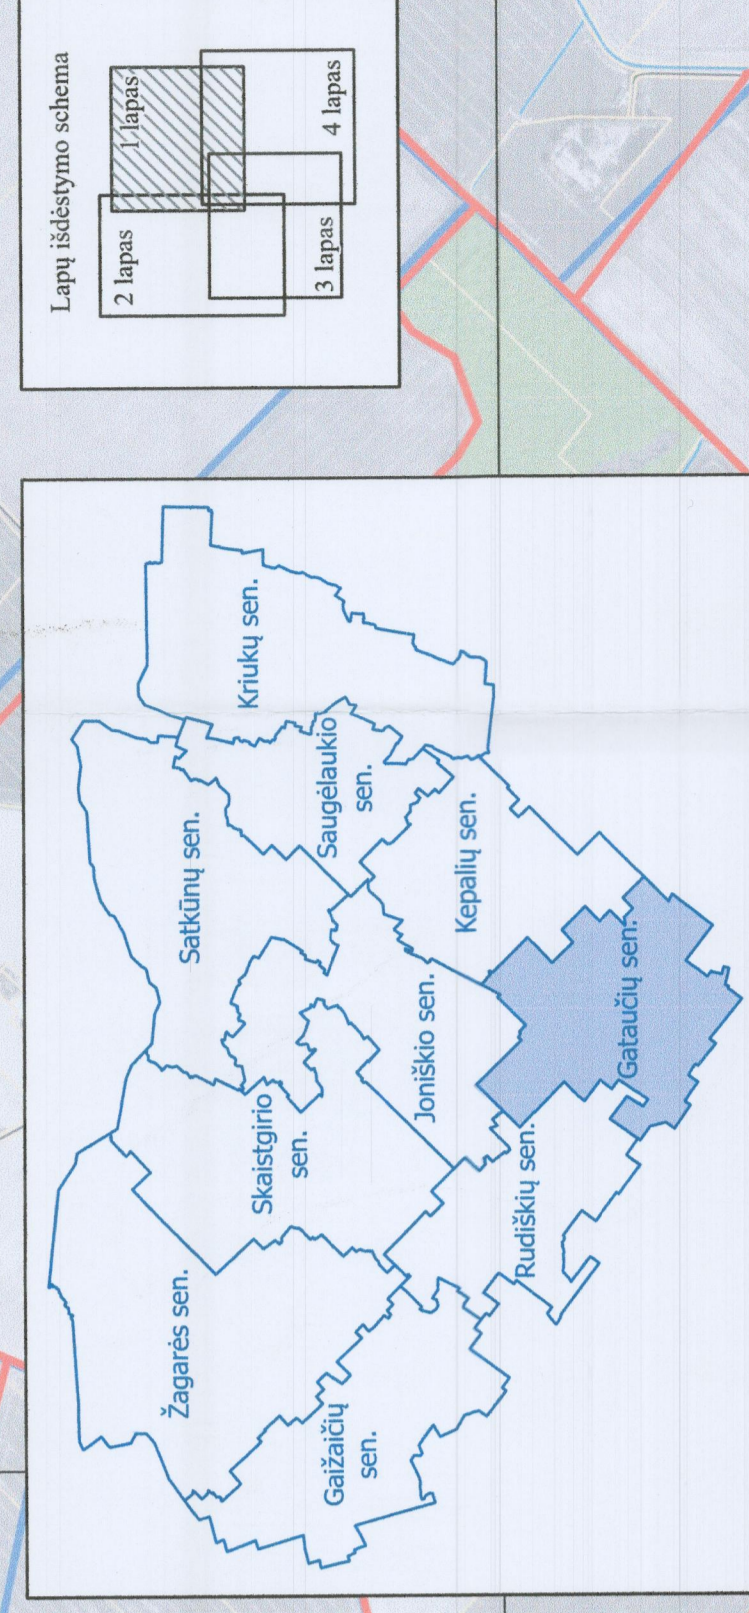 Lapų išdėstymo schema
2 lapas
1 lapas
3 lapas
4 lapas
Žagarės sen.
Skaistgirio
sen.
Satkūnų sen.
Kriukų sen.
Gaižaičių
sen.
Saugėlaukio
sen.
Joniškio sen.
Kepalių sen.
Rudiškių sen.
Gataučių sen.